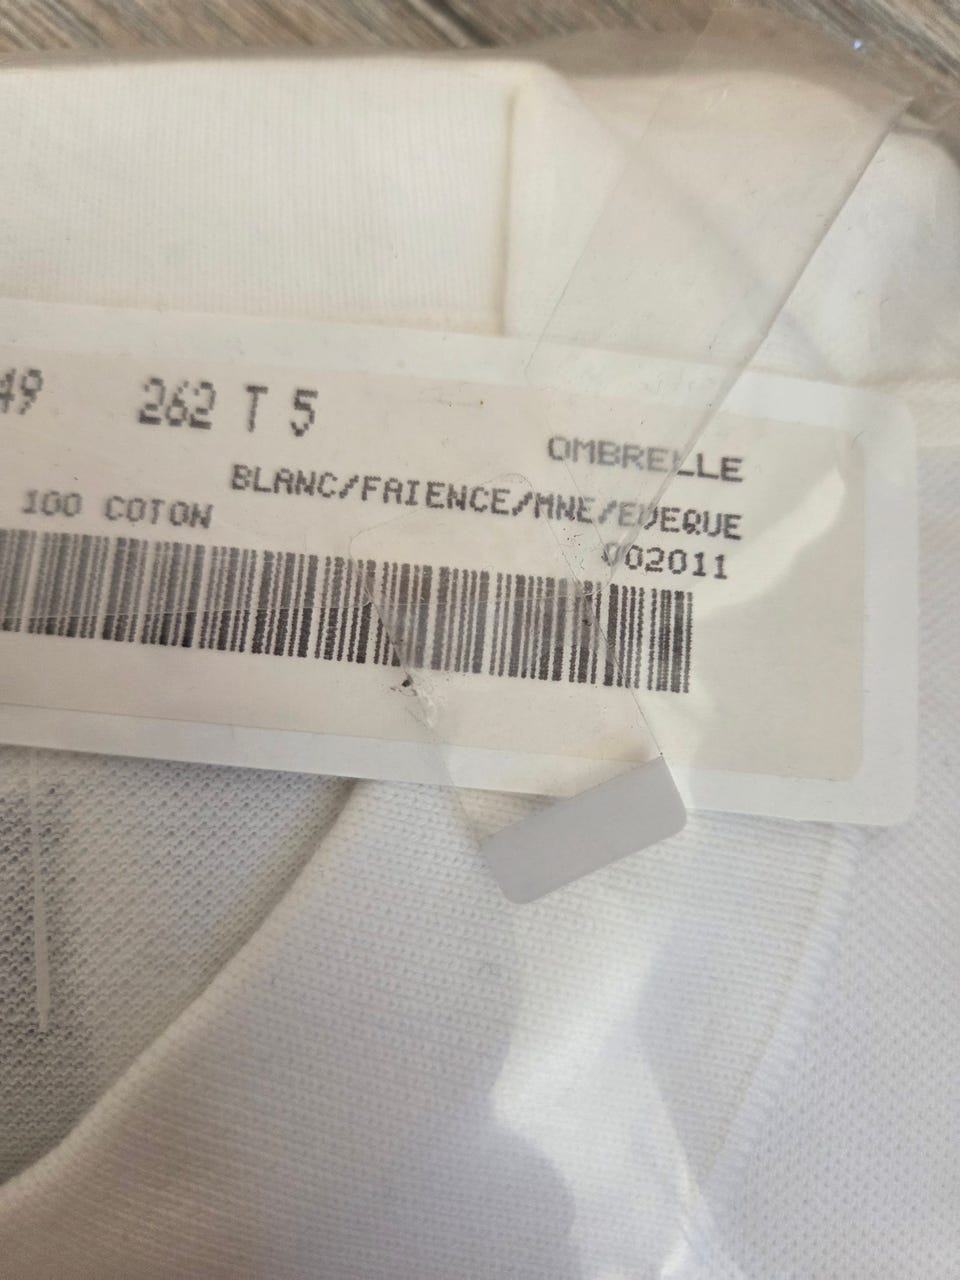 49 262 T 5
OMBRELLE
BLANC/FAIENCE/MNE/EVEQUE
100 COTON
002011